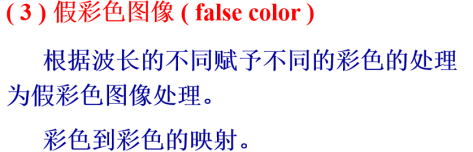 ( 3 ) 假彩色图像 ( false color )
根据波长的不同赋予不同的彩色的处理
为假彩色图像处理。
彩色到彩色的映射。